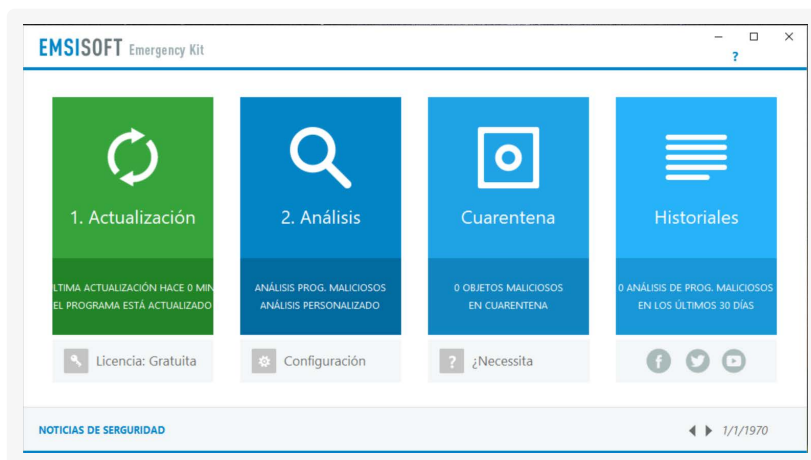 EMSISOFT Emergency Kit
?
1. Actualización
LTIMA ACTUALIZACIÓN HACE 0 MIN
EL PROGRAMA ESTÁ ACTUALIZADO
2. Análisis
ANÁLISIS PROG. MALICIOSOS
ANÁLISIS PERSONALIZADO
Cuarentena
0 OBJETOS MALICIOSOS
EN CUARENTENA
Historiales
0 ANÁLISIS DE PROG. MALICIOSOS
EN LOS ÚLTIMOS 30 DÍAS
Licencia: Gratuita
Configuración
? ¿Necessita
NOTICIAS DE SERGURIDAD
1/1/1970